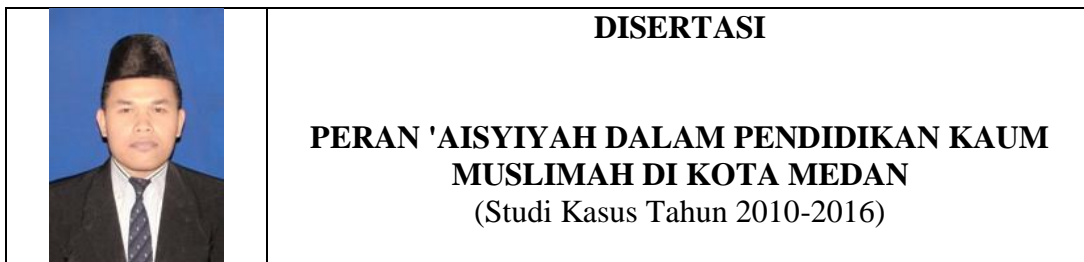 DISERTASI
PERAN 'AISYIYAH DALAM PENDIDIKAN KAUM
MUSLIMAH DI KOTA MEDAN
(Studi Kasus Tahun 2010-2016)